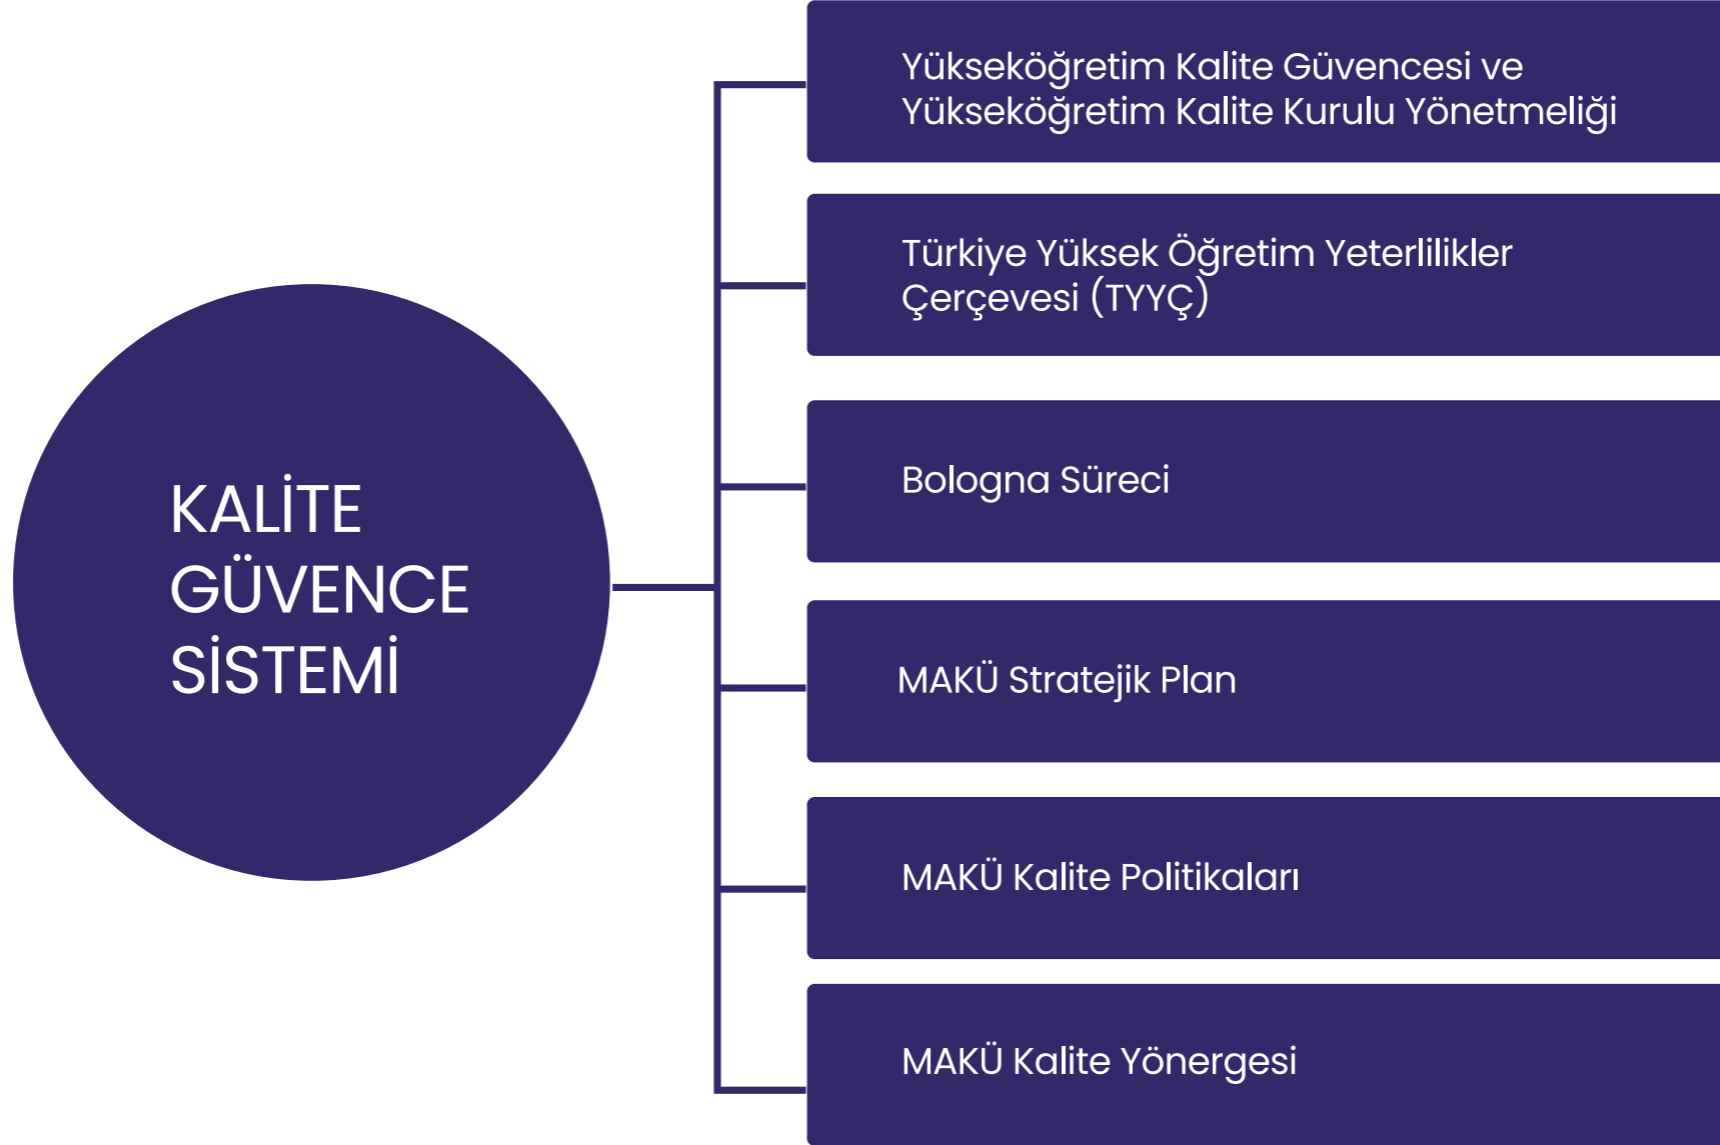 KALİTE
GÜVENCE
SİSTEMİ
Yükseköğretim Kalite Güvencesi ve
Yükseköğretim Kalite Kurulu Yönetmeliği
Türkiye Yüksek Öğretim Yeterlilikler
Çerçevesi (TYYÇ)
Bologna Süreci
MAKÜ Stratejik Plan
MAKÜ Kalite Politikaları
MAKÜ Kalite Yönergesi